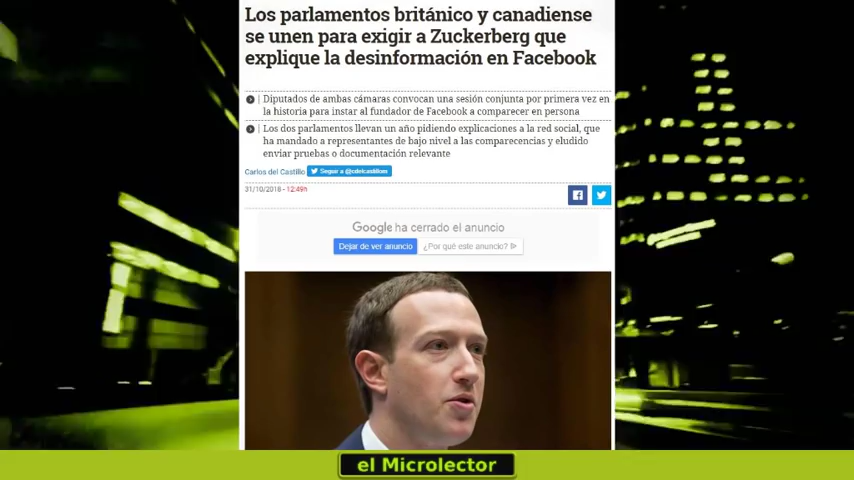 Los parlamentos británico y canadiense
se unen para exigir a Zuckerberg que
explique la desinformación en Facebook
Diputados de ambas cámaras convocan una sesión conjunta por primera vez en
la historia para instar al fundador de Facebook a comparecer en persona
Los dos parlamentos llevan un año pidiendo explicaciones a la red social, que
ha mandado a representantes de bajo nivel a las comparecencias y eludido
enviar pruebas o documentación relevante
Carlos del Castillo Seguir a @cdelcastillom
31/10/2018 - 12:49h
Google ha cerrado el anuncio
Dejar de ver anuncio ¿Por qué este anuncio?
el Microlector